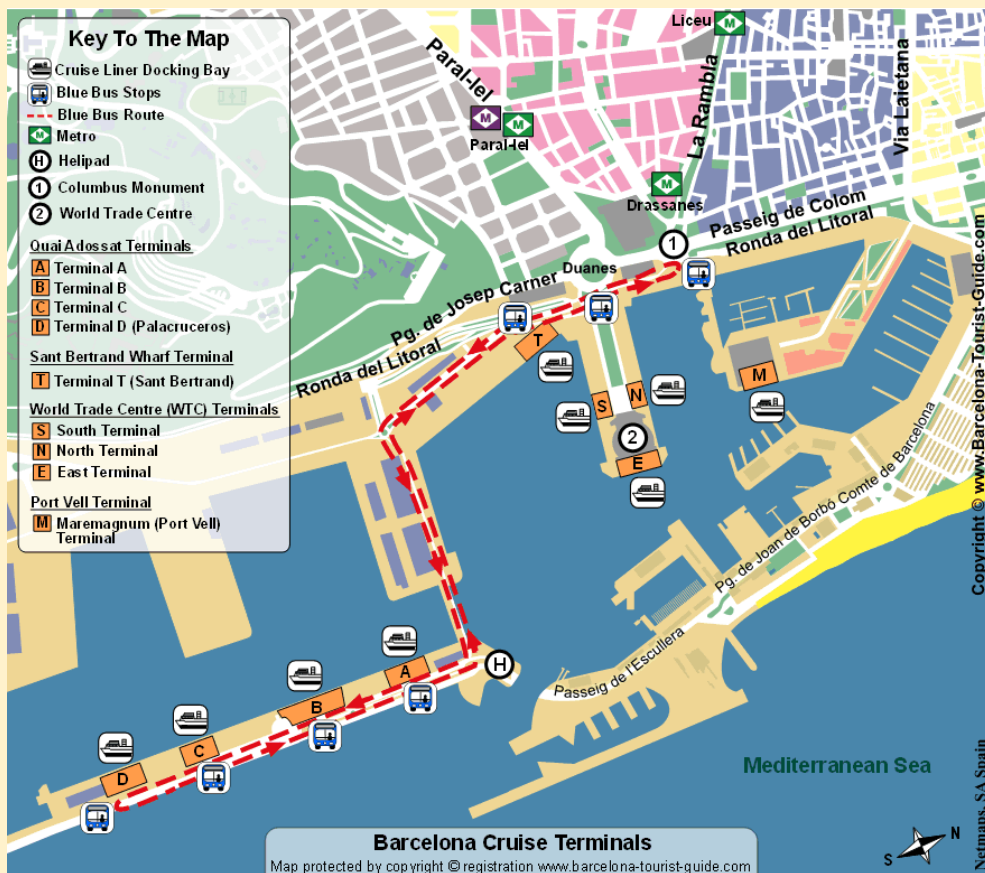 Key To The Map
Cruise Liner Docking Bay
Blue Bus Stops
Blue Bus Route
M Metro
H Helipad
1 Columbus Monument
2 World Trade Centre
Quai Adossat Terminals
A Terminal A
B Terminal B
C Terminal C
D Terminal D (Palacruceros)
Sant Bertrand Wharf Terminal
T Terminal T (Sant Bertrand)
World Trade Centre (WTC) Terminals
S South Terminal
N North Terminal
E East Terminal
Port Vell Terminal
M Maremagnum (Port Vell)
Terminal
Liceu
M
Paral-lel
M
M
Paral-lel
La Rambla
Via Laietana
M
Drassanes
Passeig de Colom
Ronda del Litoral
1
Duanes
Pg. de Josep Carner
Ronda del Litoral
T
S
N
2
E
M
Pg. de Joan de Borbó Comte de Barcelona
Passeig de l'Escullera
H
A
B
C
D
Mediterranean Sea
Copyright © www.Barcelona-Tourist-Guide.com
Netmaps, SA Spain
N
S
Barcelona Cruise Terminals
Map protected by copyright © registration www.barcelona-tourist-guide.com